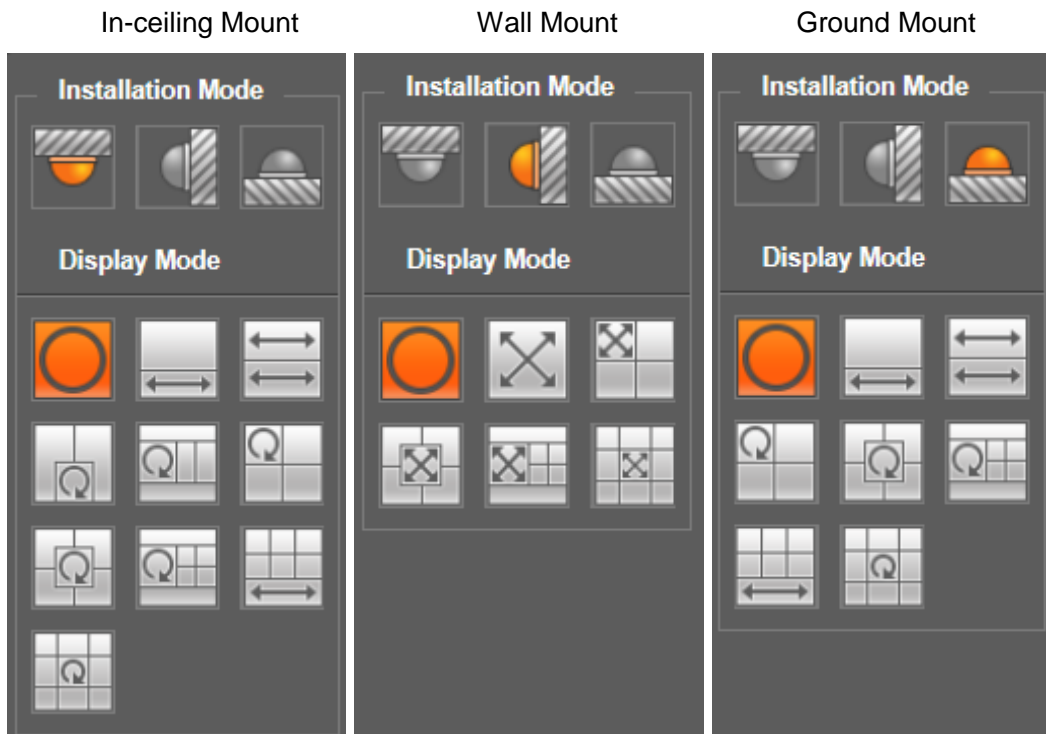 In-ceiling Mount
Wall Mount
Ground Mount
Installation Mode
Installation Mode
Installation Mode
Display Mode
Display Mode
Display Mode